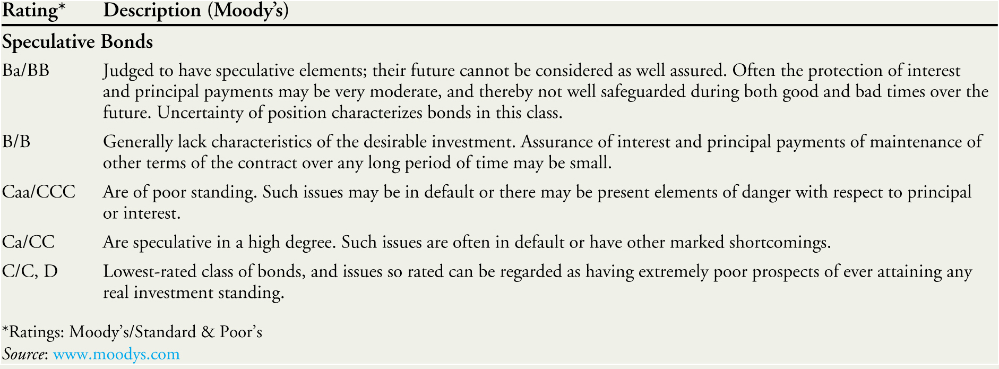 Rating* Description (Moody’s)
Speculative Bonds
Ba/BB Judged to have speculative elements; their future cannot be considered as well assured. Often the protection of interest
and principal payments may be very moderate, and thereby not well safeguarded during both good and bad times over the
future. Uncertainty of position characterizes bonds in this class.
B/B Generally lack characteristics of the desirable investment. Assurance of interest and principal payments of maintenance of
other terms of the contract over any long period of time may be small.
Caa/CCC Are of poor standing. Such issues may be in default or there may be present elements of danger with respect to principal
or interest.
Ca/CC Are speculative in a high degree. Such issues are often in default or have other marked shortcomings.
C/C, D Lowest-rated class of bonds, and issues so rated can be regarded as having extremely poor prospects of ever attaining any
real investment standing.
*Ratings: Moody’s/Standard & Poor’s
Source: www.moodys.com